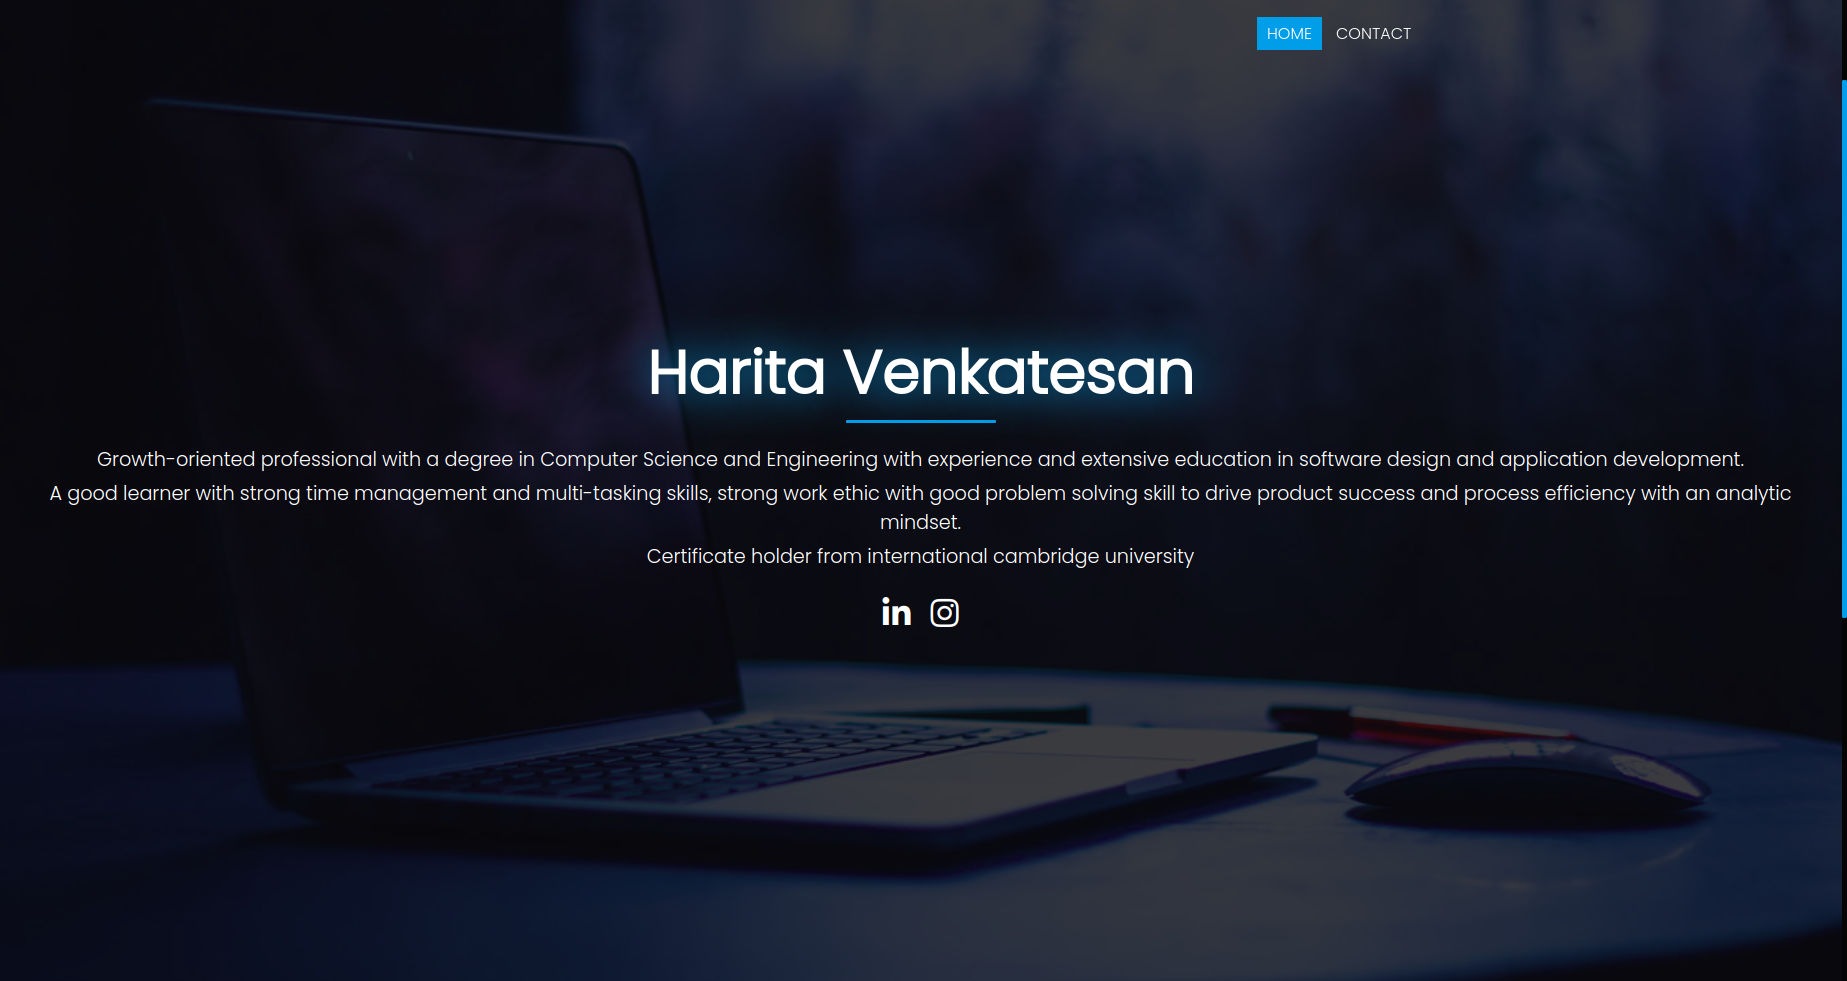 HOME CONTACT
Harita Venkatesan
Growth-oriented professional with a degree in Computer Science and Engineering with experience and extensive education in software design and application development.
A good learner with strong time management and multi-tasking skills, strong work ethic with good problem solving skill to drive product success and process efficiency with an analytic
mindset.
Certificate holder from international cambridge university
in